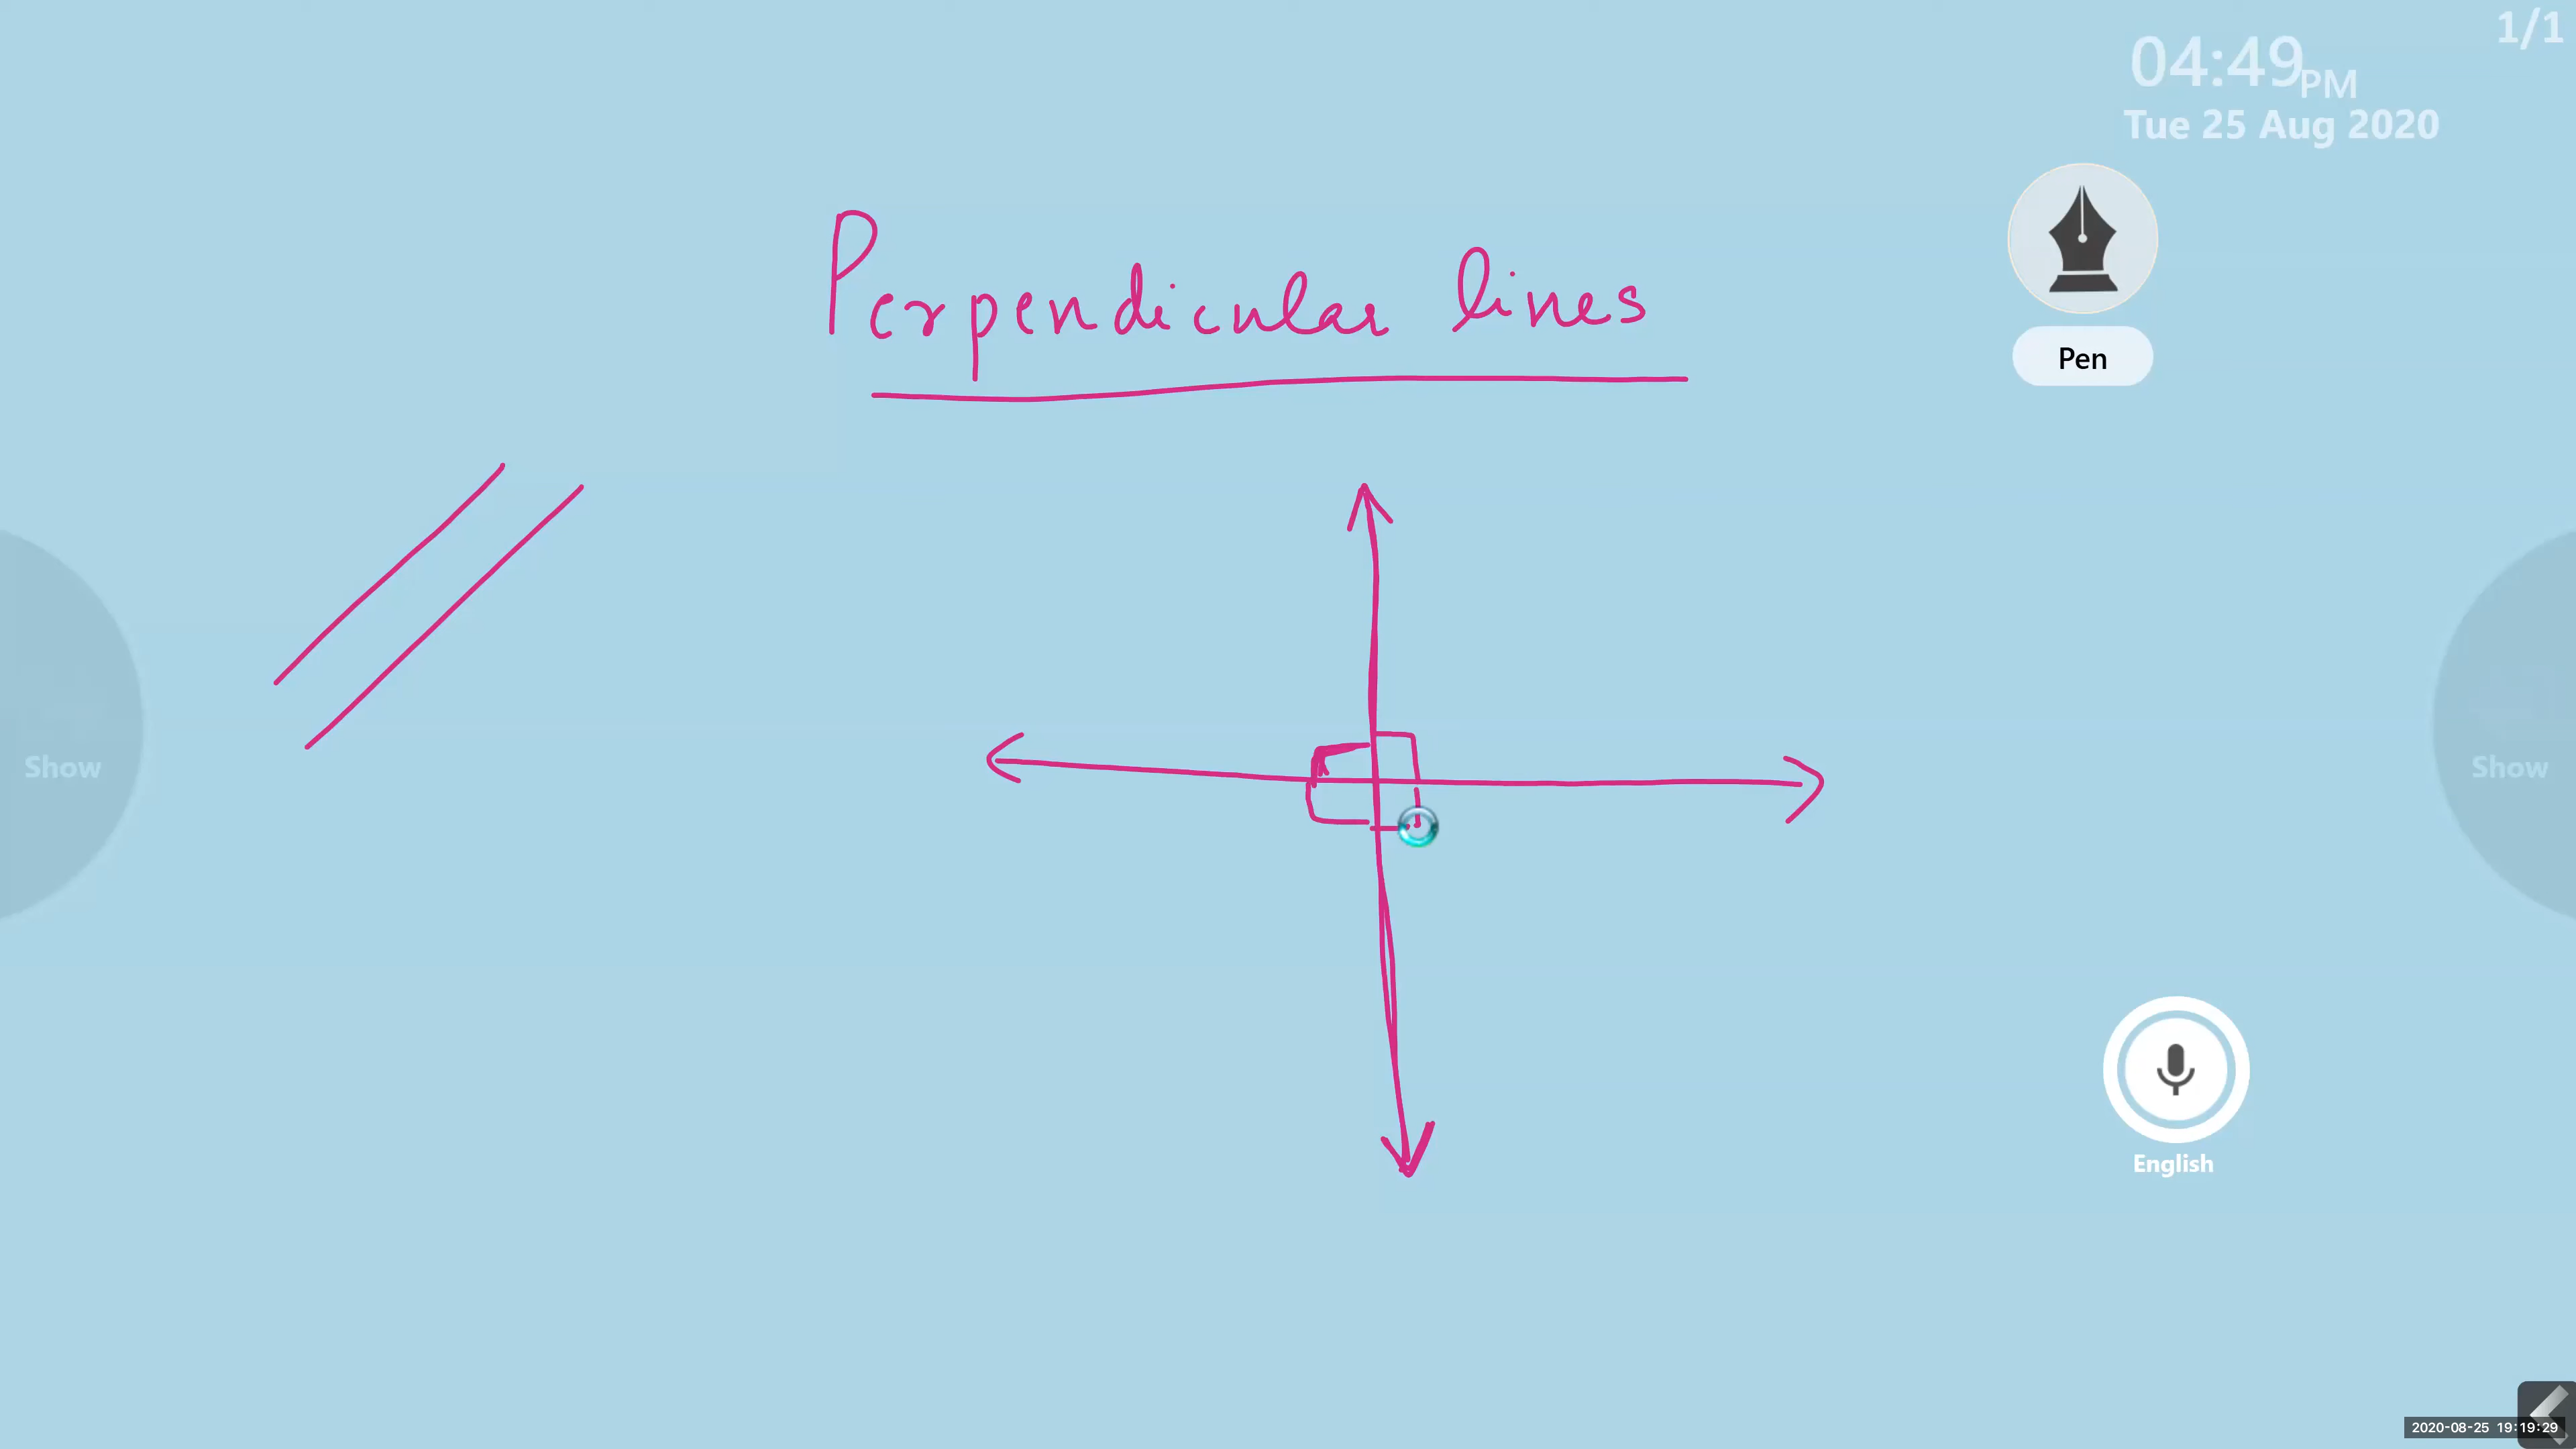 1/1
04:49PM
Tue 25 Aug 2020
Perpendicular lines
Pen
Show
Show
English
2020-08-25 19:19:29